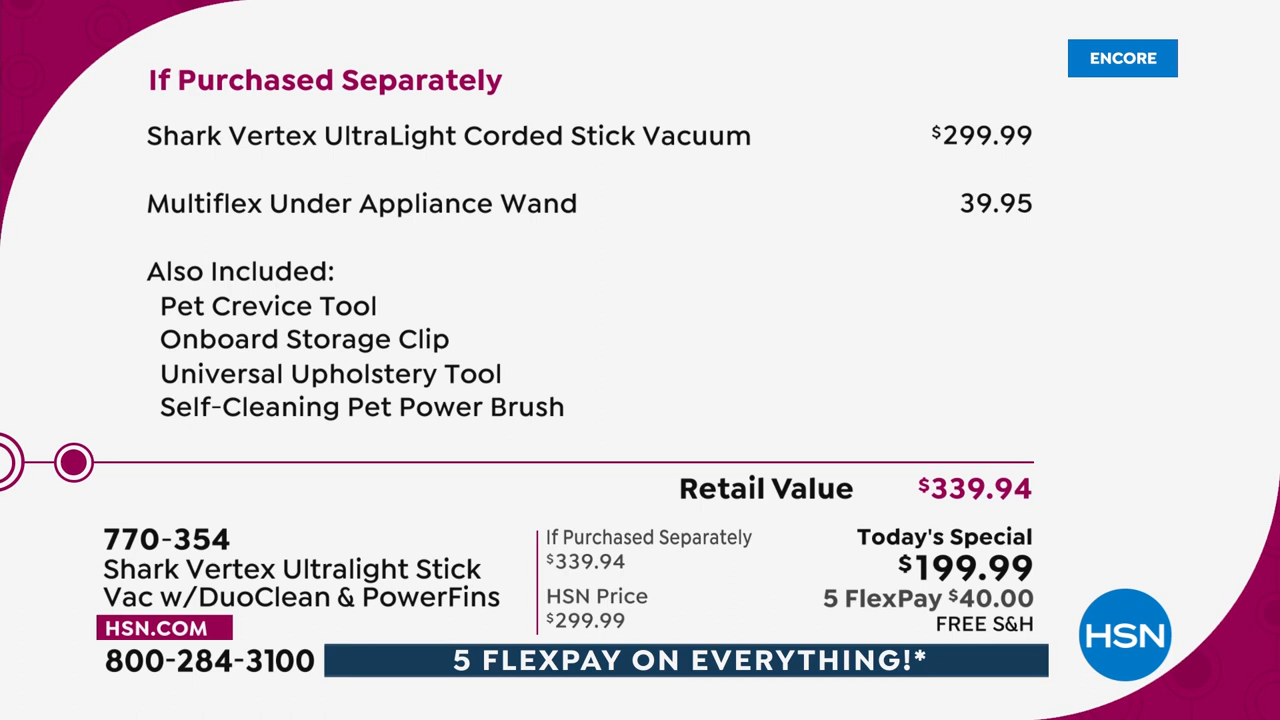 ENCORE
If Purchased Separately
Shark Vertex UltraLight Corded Stick Vacuum $299.99
Multiflex Under Appliance Wand 39.95
Also Included:
Pet Crevice Tool
Onboard Storage Clip
Universal Upholstery Tool
Self-Cleaning Pet Power Brush
Retail Value $339.94
770-354
Shark Vertex Ultralight Stick
Vac w/DuoClean & PowerFins
HSN.COM
800-284-3100
If Purchased Separately
$339.94
HSN Price
$299.99
Today's Special
$199.99
5 FlexPay $40.00
FREE S&H
5 FLEXPAY ON EVERYTHING!*
HSN